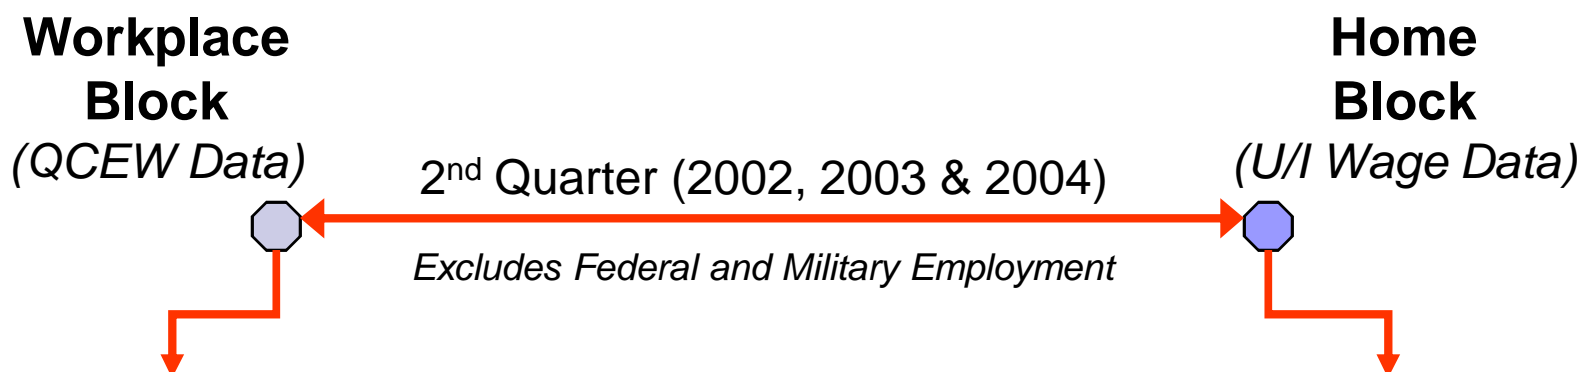 Workplace
Block
(QCEW Data)
2nd Quarter (2002, 2003 & 2004)
Excludes Federal and Military Employment
Home
Block
(U/I Wage Data)